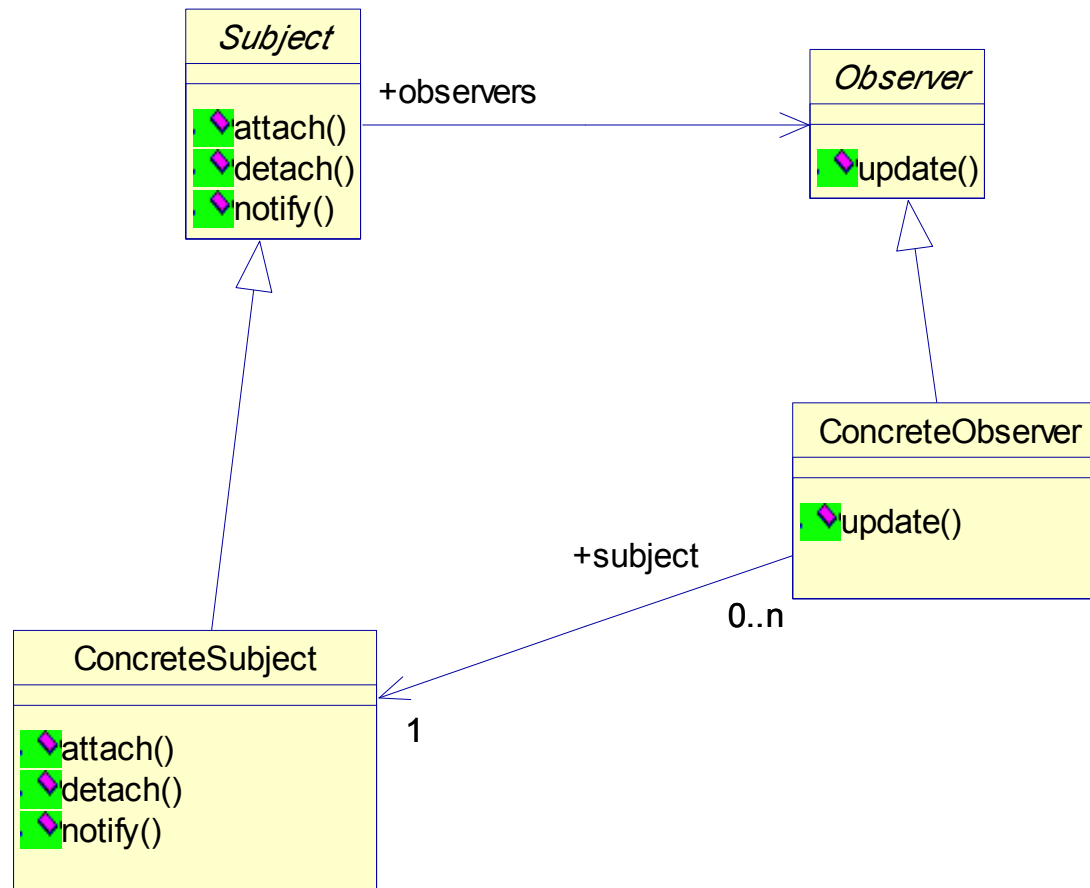 Subject
attach()
detach()
notify()
+observers
Observer
update()
ConcreteObserver
update()
+subject
0..n
1
ConcreteSubject
attach()
detach()
notify()